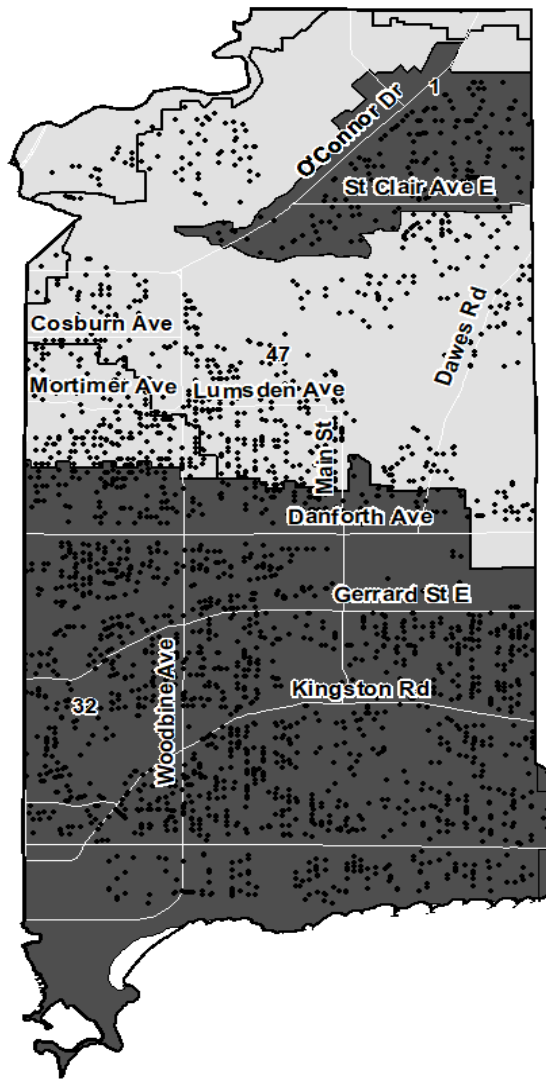 1
O'Connor Dr
St Clair Ave E
Cosburn Ave
47
Dawes Rd
Mortimer Ave
Lumsden Ave
Main St
Danforth Ave
Gerrard St E
Woodbine Ave
Kingston Rd
32